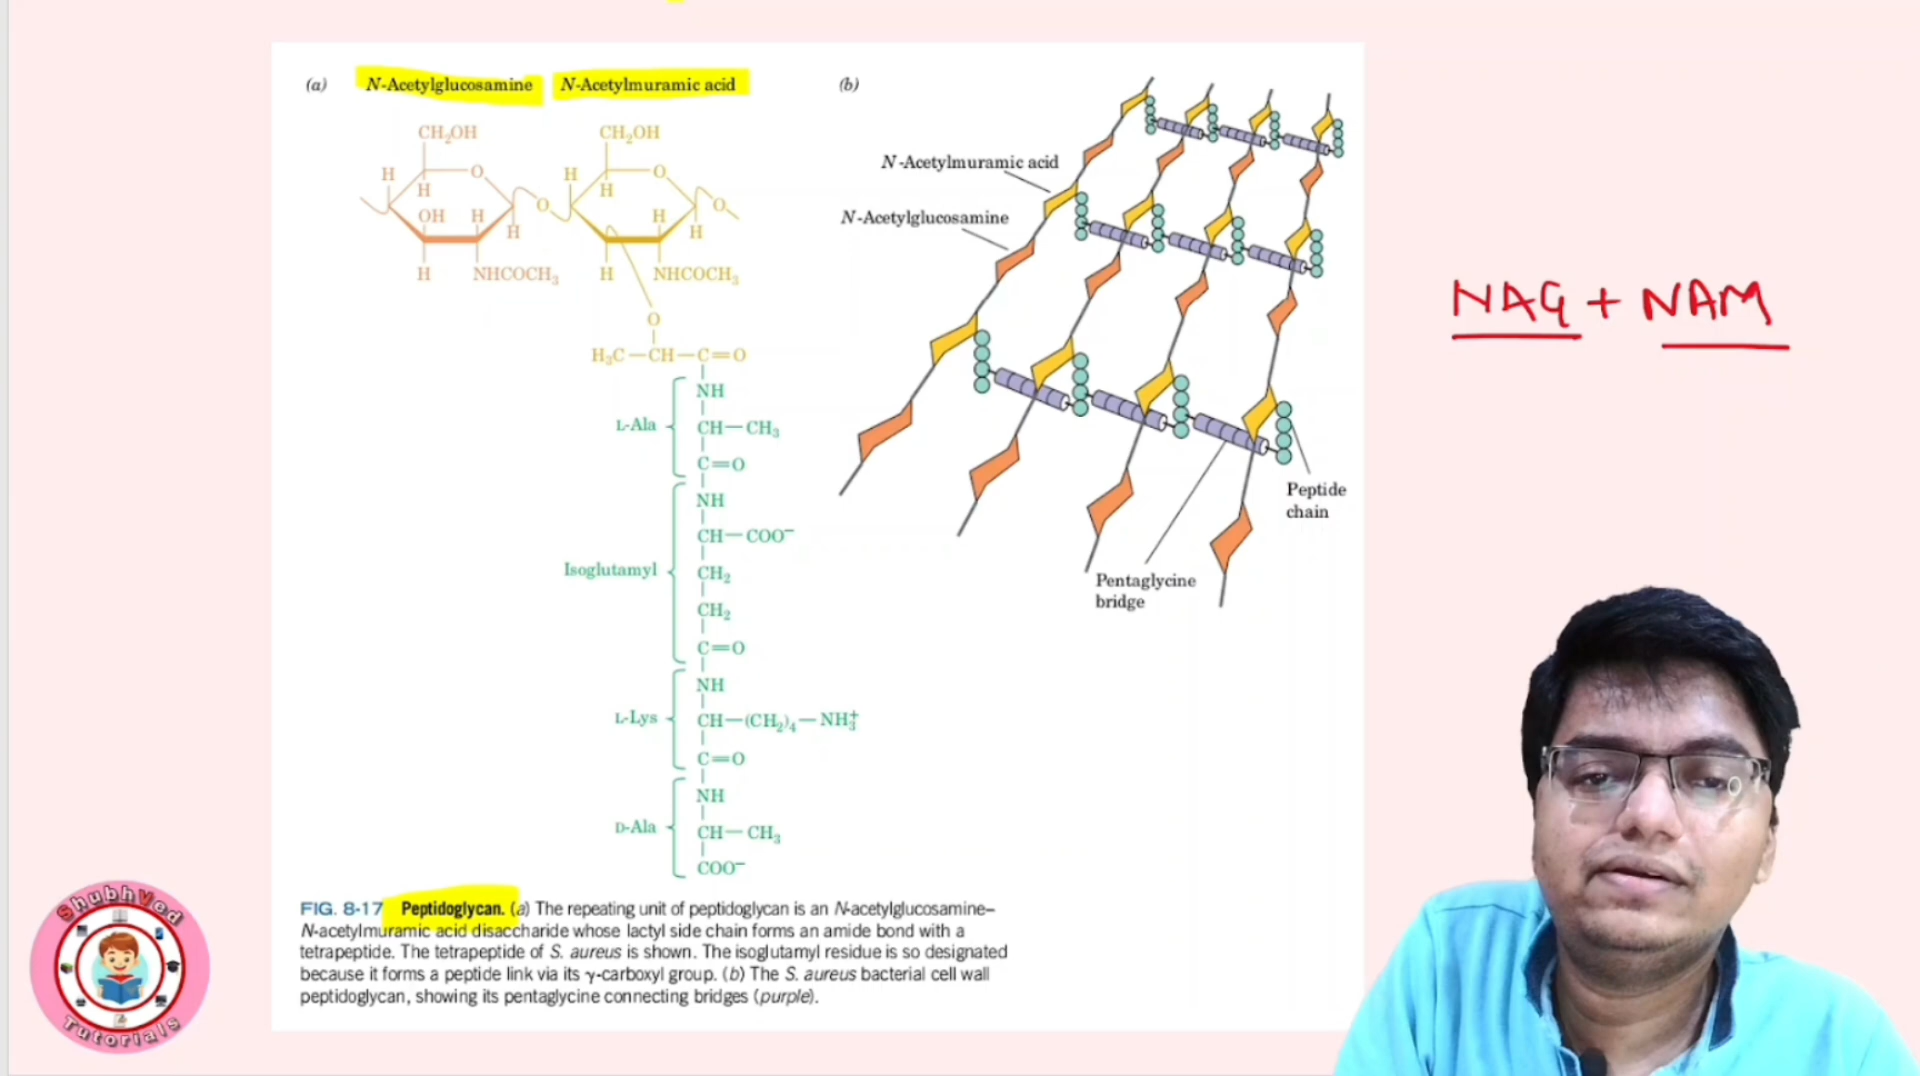 (a) N-Acetylglucosamine N-Acetylmuramic acid
CH₂OH CH₂OH
H O H O
H H
O O
OH H H
H H
H NHCOCH₃ H NHCOCH₃
O
H₃C—CH—C=O
NH
L-Ala CH—CH₃
C=O
NH
CH—COO⁻
Isoglutamyl CH₂
CH₂
C=O
NH
L-Lys CH—(CH₂)₄—NH₃⁺
C=O
NH
D-Ala CH—CH₃
COO⁻
(b)
N-Acetylmuramic acid
N-Acetylglucosamine
Peptide
chain
Pentaglycine
bridge
NAG + NAM
FIG. 8-17 Peptidoglycan. (a) The repeating unit of peptidoglycan is an N-acetylglucosamine–
N-acetylmuramic acid disaccharide whose lactyl side chain forms an amide bond with a
tetrapeptide. The tetrapeptide of S. aureus is shown. The isoglutamyl residue is so designated
because it forms a peptide link via its γ-carboxyl group. (b) The S. aureus bacterial cell wall
peptidoglycan, showing its pentaglycine connecting bridges (purple).
ShubhVed
Tutorials